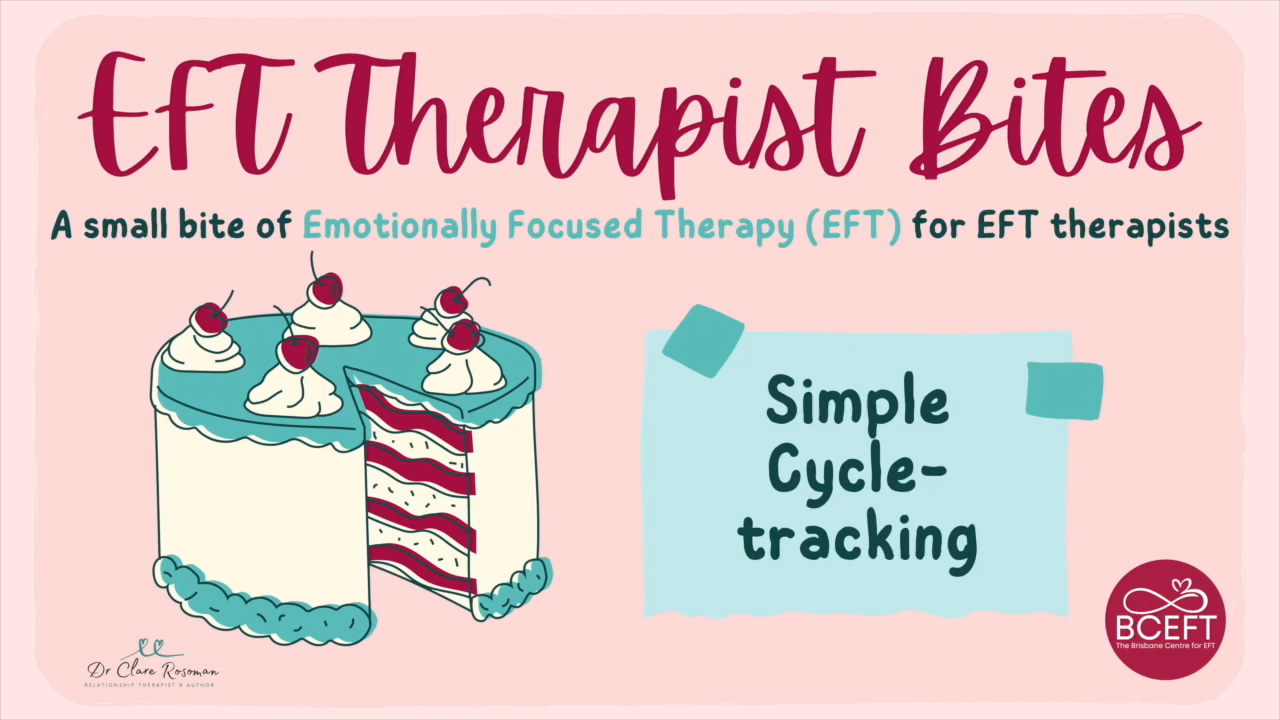 EFT Therapist Bites
A small bite of Emotionally Focused Therapy (EFT) for EFT therapists
Simple
Cycle-
tracking
Dr Clare Rosoman
RELATIONSHIP THERAPIST & AUTHOR
BCEFT
The Brisbane Centre for EFT